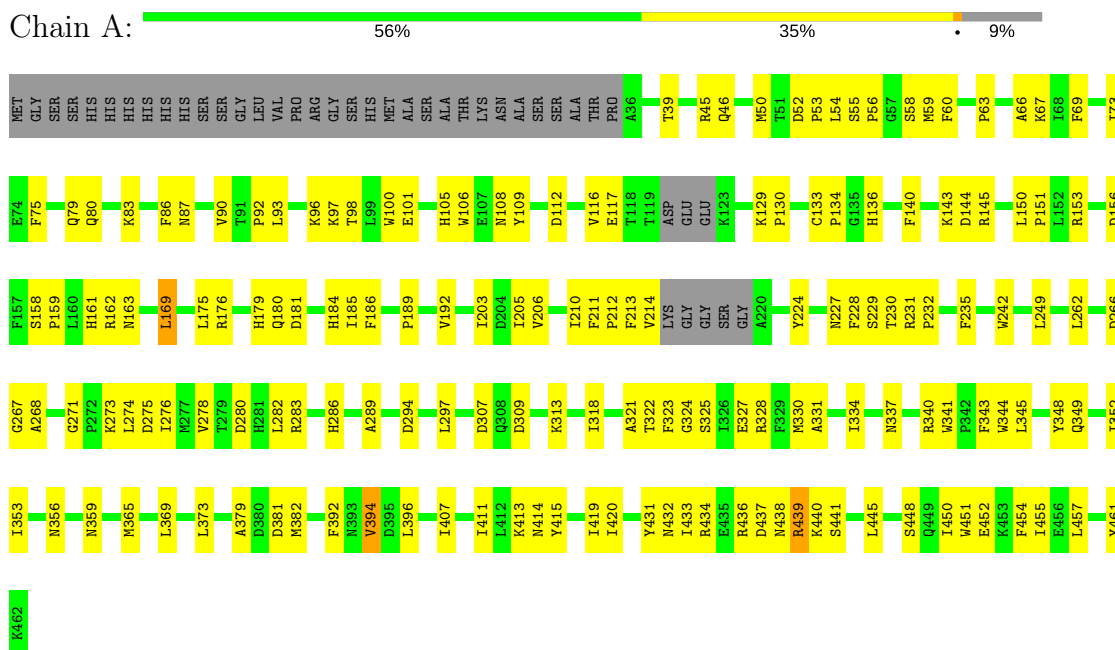 Chain A:
56% 35% • 9%
MET GLY SER SER HIS HIS HIS HIS HIS HIS SER SER GLY LEU VAL PRO ARG GLY SER HIS MET ALA SER ALA THR LYS ASN ALA SER SER ALA THR PRO A36 T39 R45 Q46 M50 T51 D52 P53 L54 S55 P56 G57 S58 M59 F60 P63 A66 K67 I68 F69
E74 F75 Q79 Q80 K83 F86 N87 V90 T91 P92 L93 K96 K97 T98 L99 W100 E101 H105 W106 E107 N108 Y109 D112 V116 E117 T118 T119 ASP GLU GLU K123 K129 P130 C133 P134 G135 H136 F140 K143 D144 R145 L150 P151 L152 R153
F157 S158 P159 L160 H161 R162 N163 L169 L175 R176 H179 Q180 D181 H184 I185 F186 P189 V192 I203 D204 I205 V206 I210 F211 P212 F213 V214 LYS GLY GLY SER GLY A220 Y224 N227 F228 S229 T230 R231 P232 F235 W242 L249 L262
G267 A268 G271 P272 K273 L274 D275 I276 M277 V278 T279 D280 H281 L282 R283 H286 A289 D294 L297 D307 Q308 D309 K313 I318 A321 T322 F323 G324 S325 I326 E327 R328 F329 M330 A331 I334 N337 R340 W341 P342 F343 W344 L345 Y348 Q349
I353 N356 N359 M365 L369 L373 A379 D380 D381 M382 F392 N393 V394 D395 L396 I407 I411 L412 K413 N414 Y415 I419 I420 Y431 N432 I433 R434 E435 R436 D437 N438 R439 K440 S441 L445 S448 Q449 I450 W451 E452 K453 F454 I455 E456 L457
K462